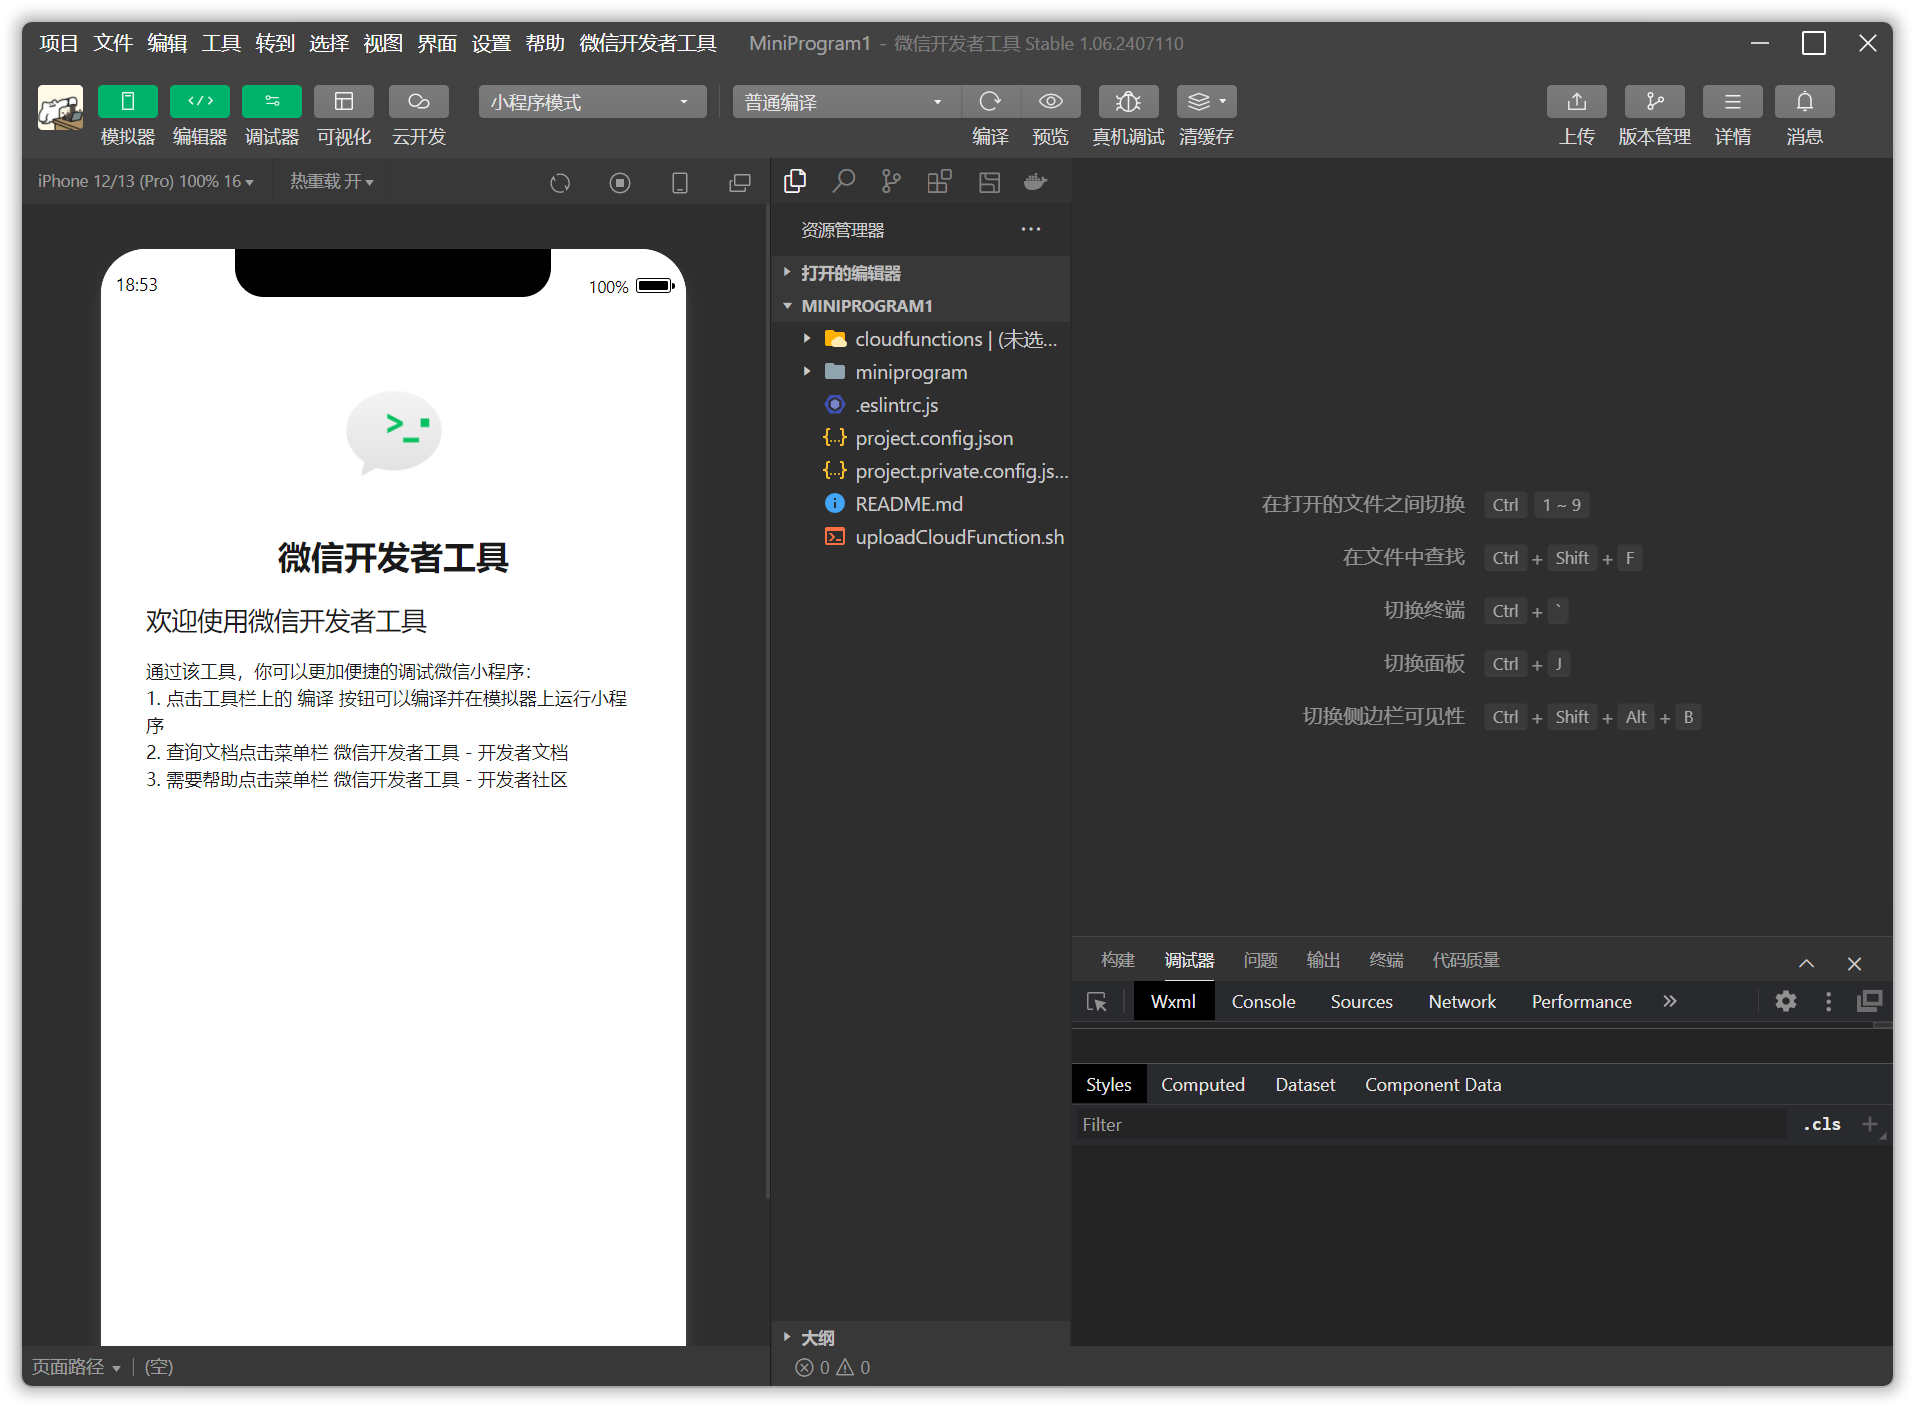 项目 文件 编辑 工具 转到 选择 视图 界面 设置 帮助 微信开发者工具 MiniProgram1 - 微信开发者工具 Stable 1.06.2407110
小程序模式 普通编译
模拟器 编辑器 调试器 可视化 云开发 编译 预览 真机调试 清缓存 上传 版本管理 详情 消息
iPhone 12/13 (Pro) 100% 16 热重载 开
18:53 100%
>_
微信开发者工具
欢迎使用微信开发者工具
通过该工具，你可以更加便捷的调试微信小程序：
1. 点击工具栏上的 编译 按钮可以编译并在模拟器上运行小程
序
2. 查询文档点击菜单栏 微信开发者工具 - 开发者文档
3. 需要帮助点击菜单栏 微信开发者工具 - 开发者社区
页面路径 | (空)
资源管理器 ...
打开的编辑器
MINIPROGRAM1
cloudfunctions | (未选...
miniprogram
.eslintrc.js
{..} project.config.json
{..} project.private.config.js...
README.md
uploadCloudFunction.sh
大纲
0 0
在打开的文件之间切换 Ctrl 1 ~ 9
在文件中查找 Ctrl + Shift + F
切换终端 Ctrl + `
切换面板 Ctrl + J
切换侧边栏可见性 Ctrl + Shift + Alt + B
构建 调试器 问题 输出 终端 代码质量
Wxml Console Sources Network Performance »
Styles Computed Dataset Component Data
Filter .cls +